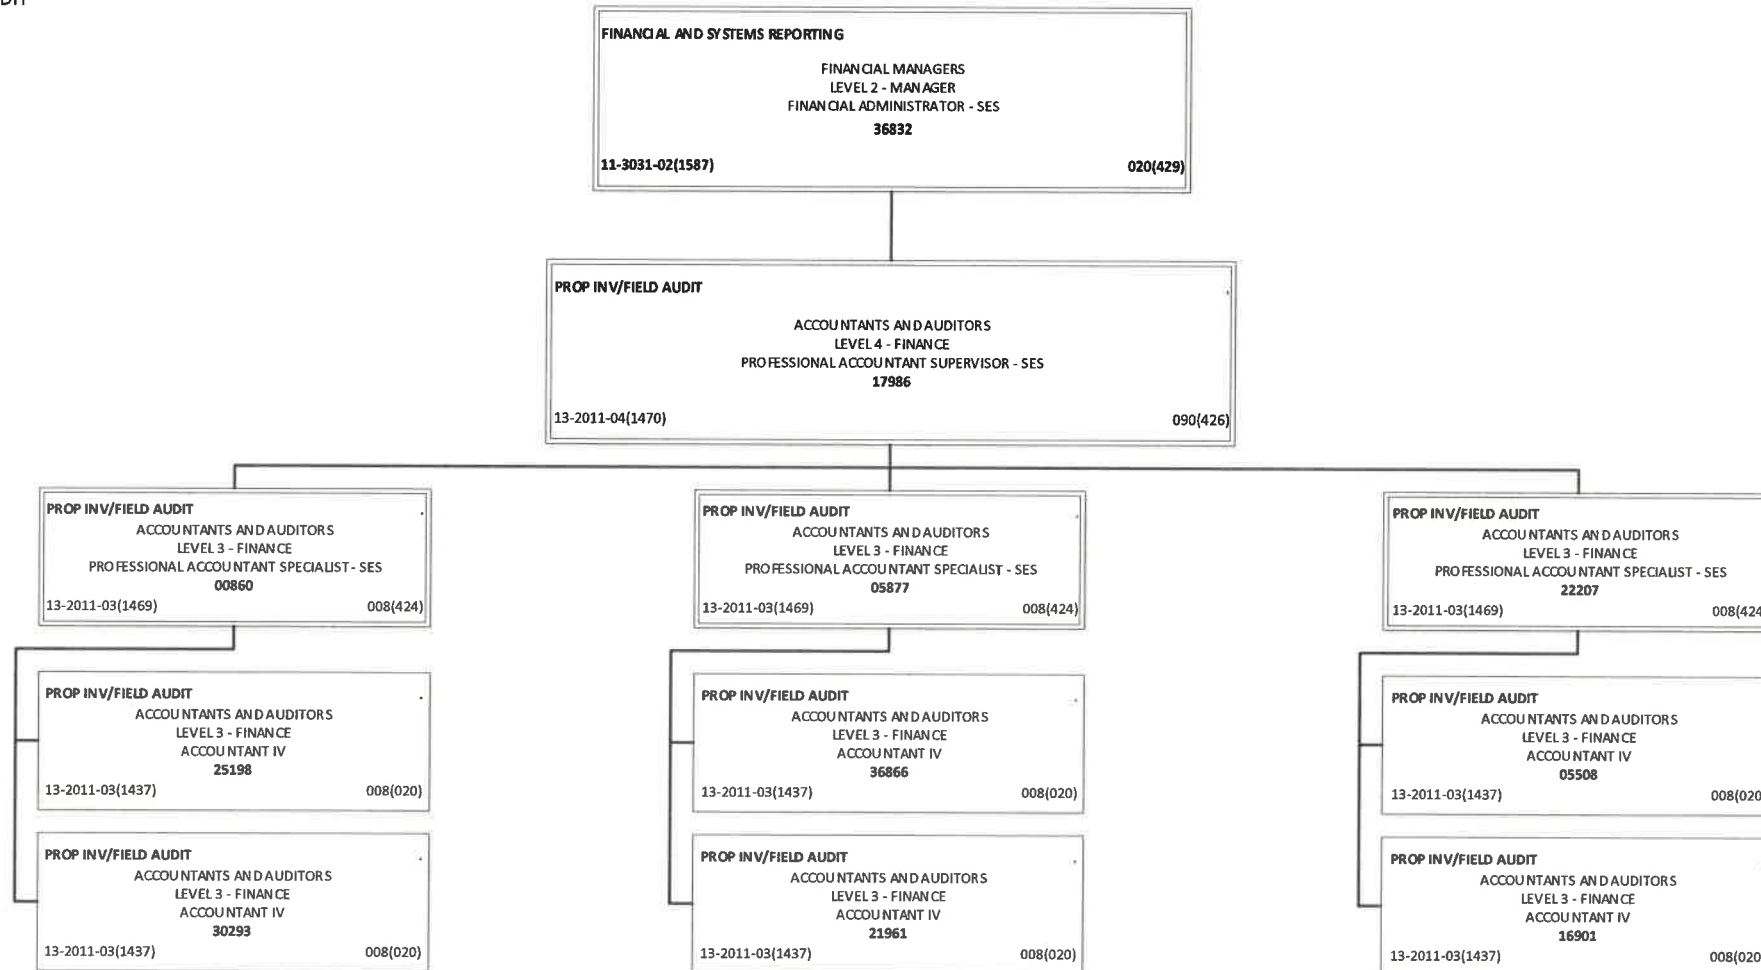 FINANCIAL AND SYSTEMS REPORTING
FINANCIAL MANAGERS
LEVEL 2 - MANAGER
FINANCIAL ADMINISTRATOR - SES
36832
11-3031-02(1587) 020(429)
PROP INV/FIELD AUDIT
ACCOUNTANTS AND AUDITORS
LEVEL 4 - FINANCE
PROFESSIONAL ACCOUNTANT SUPERVISOR - SES
17986
13-2011-04(1470) 090(426)
PROP INV/FIELD AUDIT
ACCOUNTANTS AND AUDITORS
LEVEL 3 - FINANCE
PROFESSIONAL ACCOUNTANT SPECIALIST - SES
00860
13-2011-03(1469) 008(424)
PROP INV/FIELD AUDIT
ACCOUNTANTS AND AUDITORS
LEVEL 3 - FINANCE
ACCOUNTANT IV
25198
13-2011-03(1437) 008(020)
PROP INV/FIELD AUDIT
ACCOUNTANTS AND AUDITORS
LEVEL 3 - FINANCE
ACCOUNTANT IV
30293
13-2011-03(1437) 008(020)
PROP INV/FIELD AUDIT
ACCOUNTANTS AND AUDITORS
LEVEL 3 - FINANCE
PROFESSIONAL ACCOUNTANT SPECIALIST - SES
05877
13-2011-03(1469) 008(424)
PROP INV/FIELD AUDIT
ACCOUNTANTS AND AUDITORS
LEVEL 3 - FINANCE
ACCOUNTANT IV
36866
13-2011-03(1437) 008(020)
PROP INV/FIELD AUDIT
ACCOUNTANTS AND AUDITORS
LEVEL 3 - FINANCE
ACCOUNTANT IV
21961
13-2011-03(1437) 008(020)
PROP INV/FIELD AUDIT
ACCOUNTANTS AND AUDITORS
LEVEL 3 - FINANCE
PROFESSIONAL ACCOUNTANT SPECIALIST - SES
22207
13-2011-03(1469) 008(424
PROP INV/FIELD AUDIT
ACCOUNTANTS AND AUDITORS
LEVEL 3 - FINANCE
ACCOUNTANT IV
05508
13-2011-03(1437) 008(020
PROP INV/FIELD AUDIT
ACCOUNTANTS AND AUDITORS
LEVEL 3 - FINANCE
ACCOUNTANT IV
16901
13-2011-03(1437) 008(020